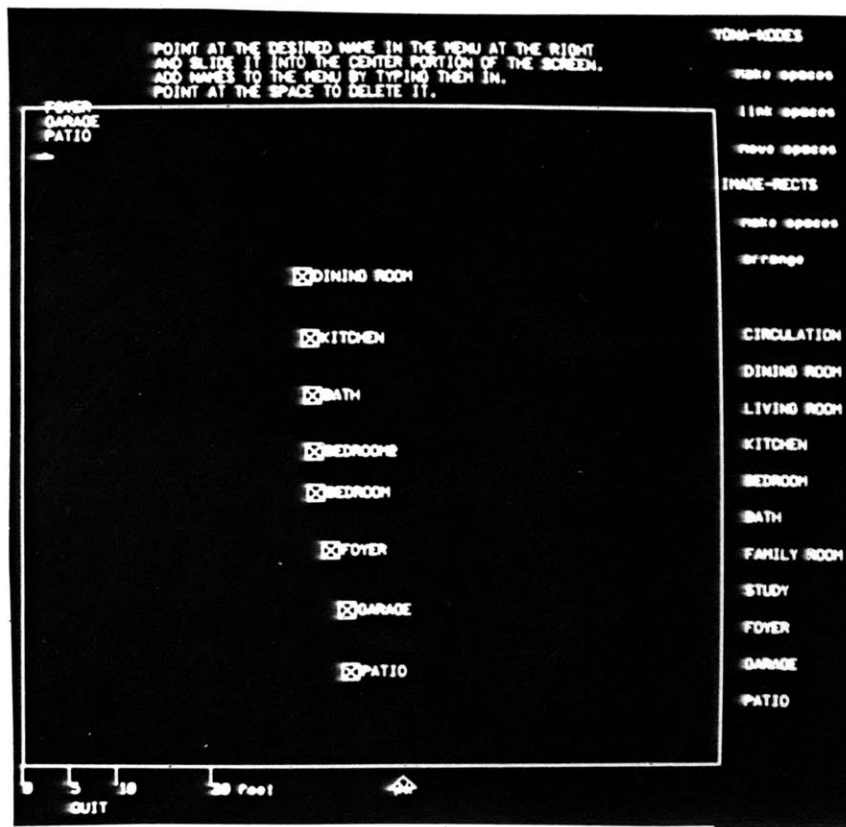 POINT AT THE DESIRED NAME IN THE MENU AT THE RIGHT
AND SLIDE IT INTO THE CENTER PORTION OF THE SCREEN.
ADD NAMES TO THE MENU BY TYPING THEM IN.
POINT AT THE SPACE TO DELETE IT.
FOYER
GARAGE
PATIO
DINING ROOM
KITCHEN
BATH
BEDROOM2
BEDROOM
FOYER
GARAGE
PATIO
0 5 10 20 Feet
QUIT
YONA-NODES
Make spaces
link spaces
Move spaces
IMAGE-RECTS
Make spaces
arrange
CIRCULATION
DINING ROOM
LIVING ROOM
KITCHEN
BEDROOM
BATH
FAMILY ROOM
STUDY
FOYER
GARAGE
PATIO